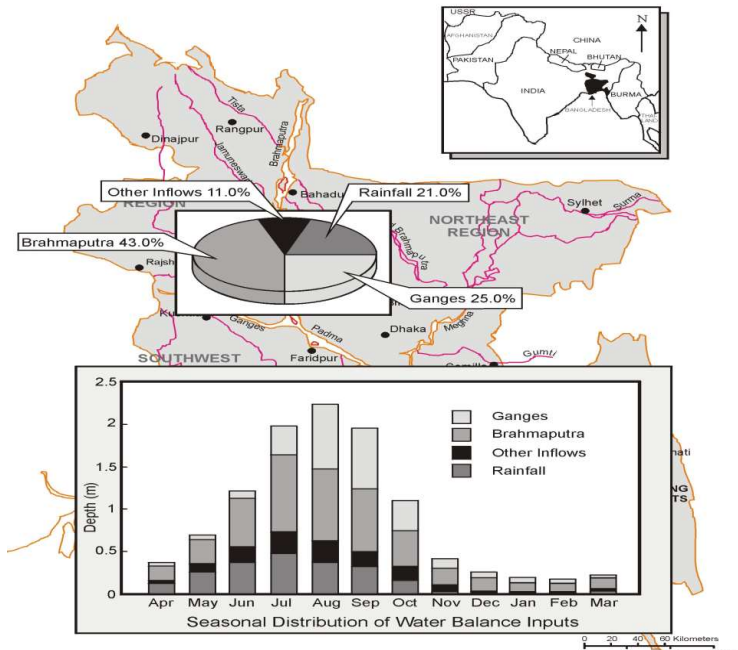 USSR
AFGHANISTAN
CHINA
N
NEPAL
BHUTAN
PAKISTAN
INDIA
BURMA
BANGLADESH
THAI
LAND
Tista
Rangpur
Dinajpur
Brahmaputra
Other Inflows 11.0%
Rainfall 21.0%
REGION
Sylhet
Surma
NORTHEAST
REGION
Brahmaputra 43.0%
Ganges 25.0%
Ganges
Padma
Dhaka
Meghna
SOUTHWEST
Faridpur
Gumti
2.5
2
1.5
1
0.5
0
Depth (m)
Ganges
Brahmaputra
Other Inflows
Rainfall
Apr May Jun Jul Aug Sep Oct Nov Dec Jan Feb Mar
Seasonal Distribution of Water Balance Inputs
0 20 40 60 Kilometers